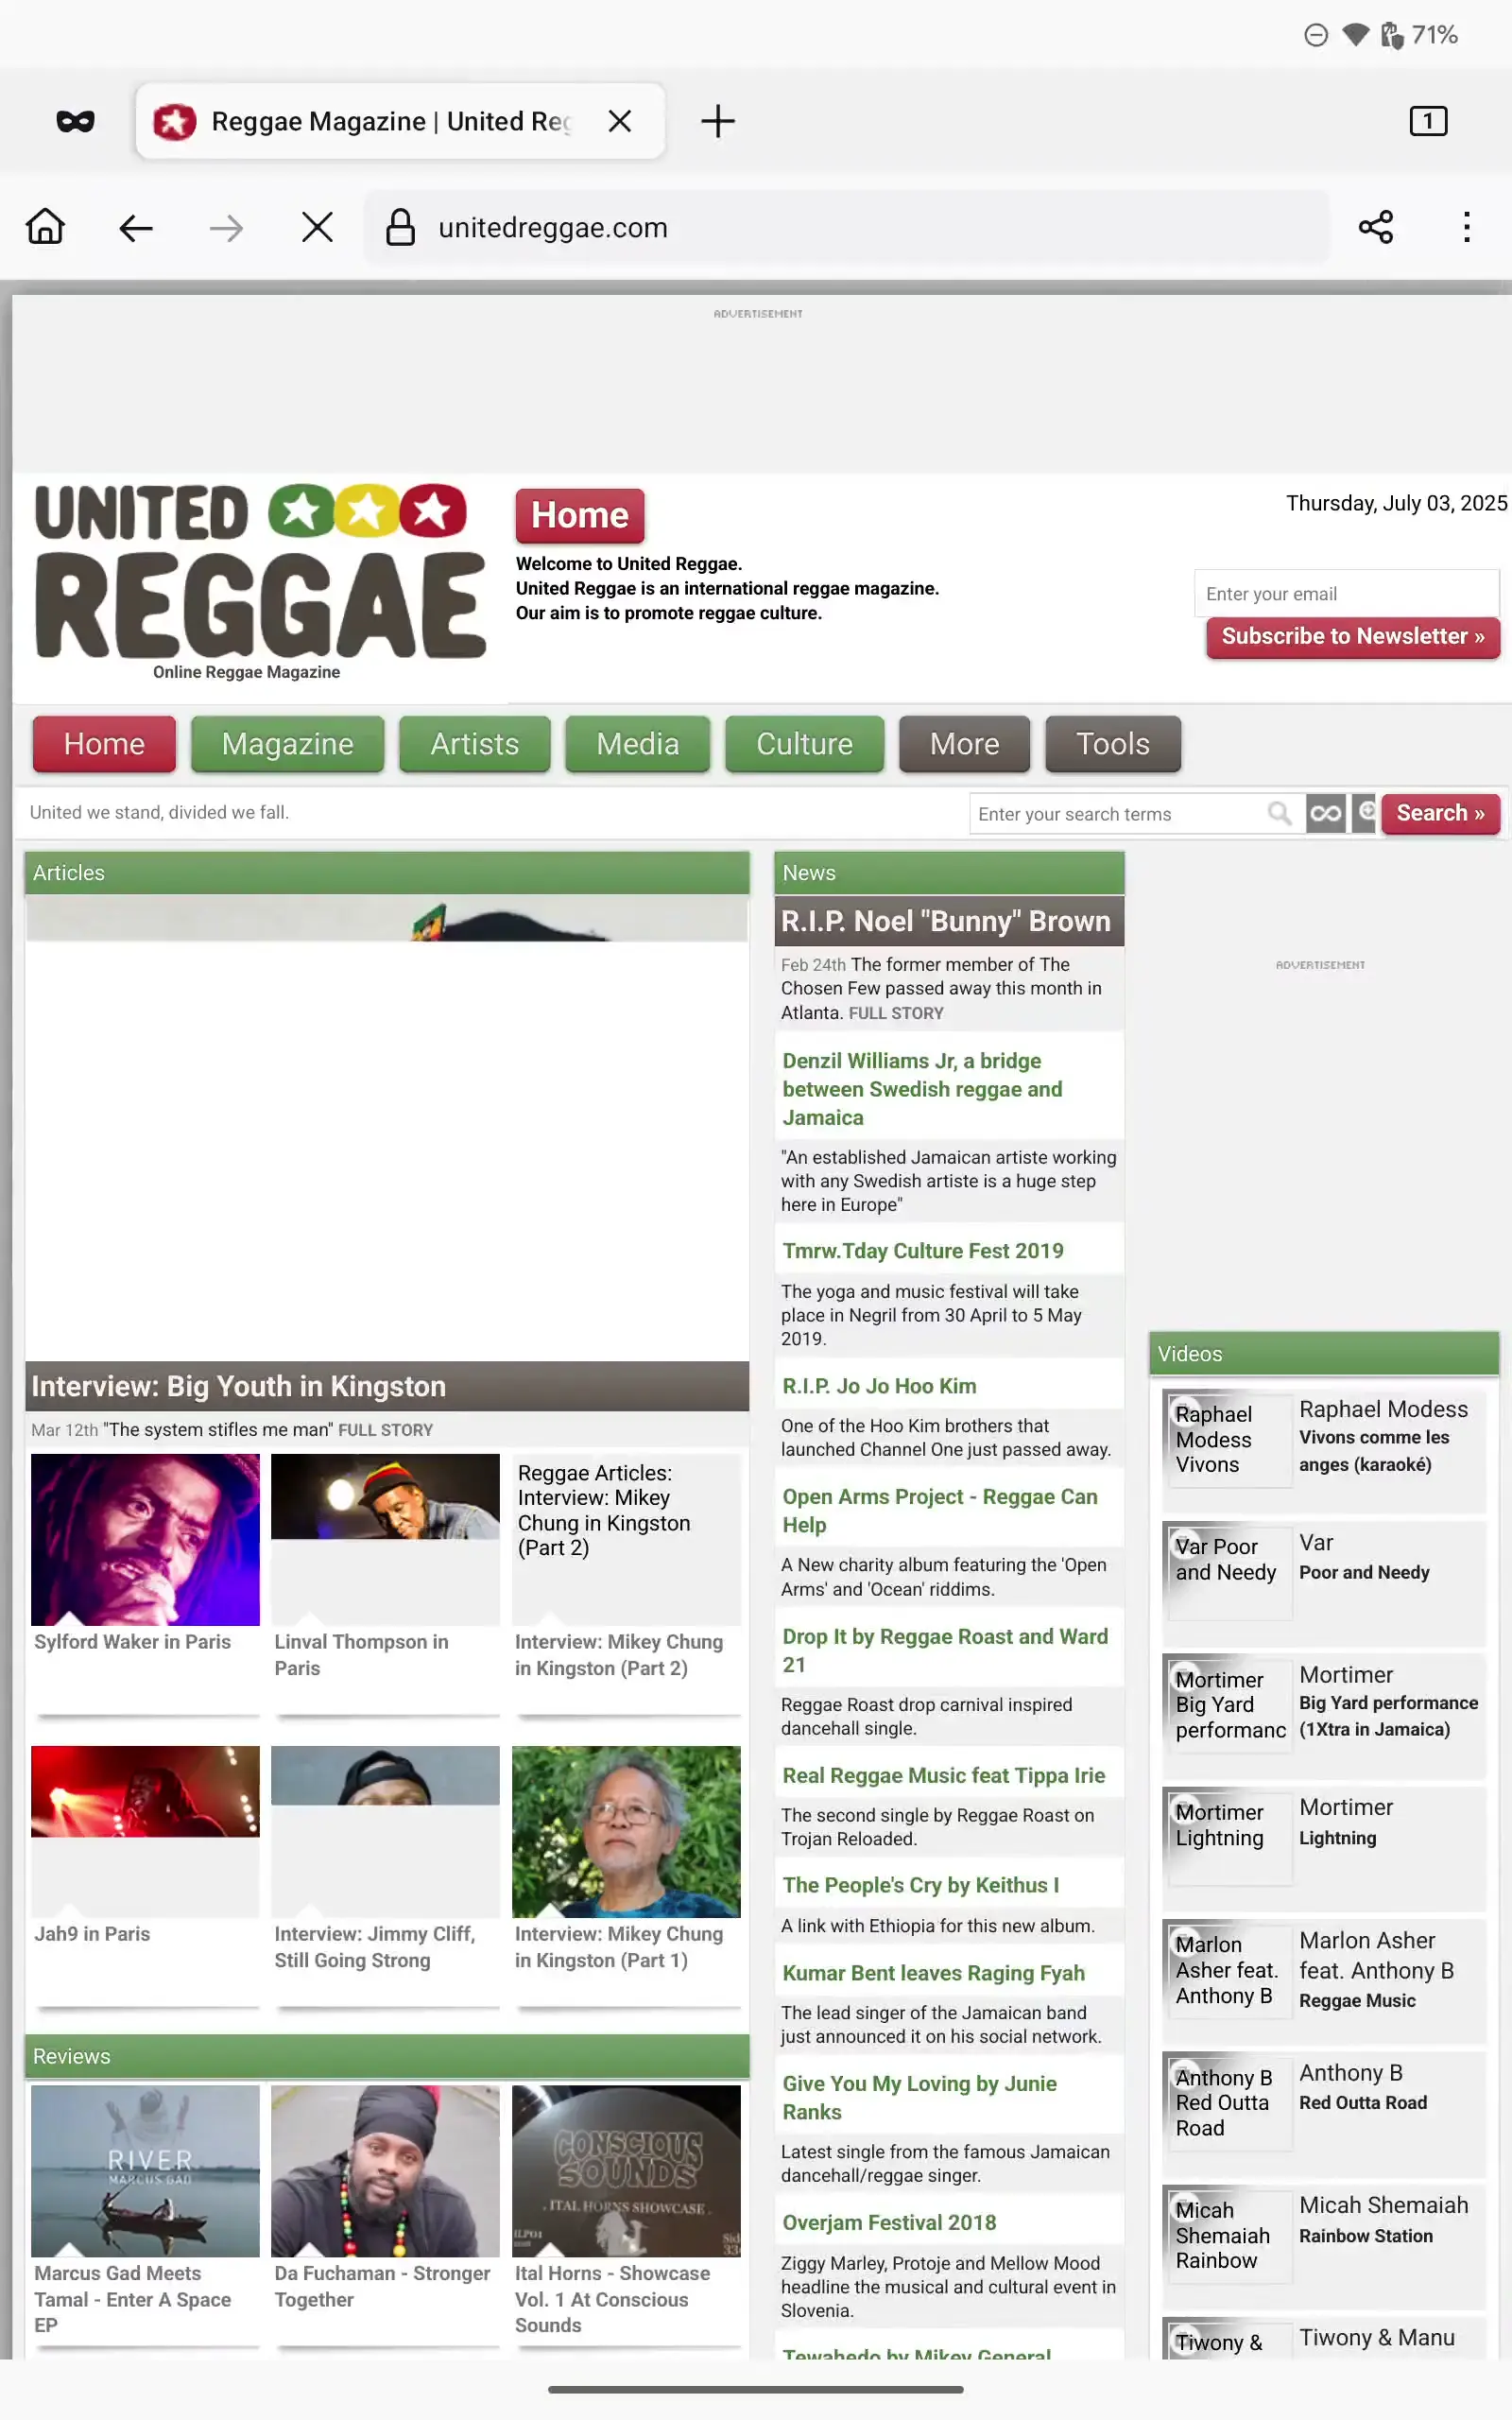 71%
Reggae Magazine | United Reg
1
unitedreggae.com
ADVERTISEMENT
UNITED
REGGAE
Online Reggae Magazine
Home
Welcome to United Reggae.
United Reggae is an international reggae magazine.
Our aim is to promote reggae culture.
Thursday, July 03, 2025
Enter your email
Subscribe to Newsletter »
Home
Magazine
Artists
Media
Culture
More
Tools
United we stand, divided we fall.
Enter your search terms
Search »
Articles
Interview: Big Youth in Kingston
Mar 12th "The system stifles me man" FULL STORY
Reggae Articles:
Interview: Mikey
Chung in Kingston
(Part 2)
Sylford Waker in Paris
Linval Thompson in
Paris
Interview: Mikey Chung
in Kingston (Part 2)
Jah9 in Paris
Interview: Jimmy Cliff,
Still Going Strong
Interview: Mikey Chung
in Kingston (Part 1)
Reviews
RIVER
MARCUS GAD
CONSCIOUS
SOUNDS
ITAL HORNS SHOWCASE
Marcus Gad Meets
Tamal - Enter A Space
EP
Da Fuchaman - Stronger
Together
Ital Horns - Showcase
Vol. 1 At Conscious
Sounds
News
R.I.P. Noel "Bunny" Brown
Feb 24th The former member of The
Chosen Few passed away this month in
Atlanta. FULL STORY
Denzil Williams Jr, a bridge
between Swedish reggae and
Jamaica
"An established Jamaican artiste working
with any Swedish artiste is a huge step
here in Europe"
Tmrw.Tday Culture Fest 2019
The yoga and music festival will take
place in Negril from 30 April to 5 May
2019.
R.I.P. Jo Jo Hoo Kim
One of the Hoo Kim brothers that
launched Channel One just passed away.
Open Arms Project - Reggae Can
Help
A New charity album featuring the 'Open
Arms' and 'Ocean' riddims.
Drop It by Reggae Roast and Ward
21
Reggae Roast drop carnival inspired
dancehall single.
Real Reggae Music feat Tippa Irie
The second single by Reggae Roast on
Trojan Reloaded.
The People's Cry by Keithus I
A link with Ethiopia for this new album.
Kumar Bent leaves Raging Fyah
The lead singer of the Jamaican band
just announced it on his social network.
Give You My Loving by Junie
Ranks
Latest single from the famous Jamaican
dancehall/reggae singer.
Overjam Festival 2018
Ziggy Marley, Protoje and Mellow Mood
headline the musical and cultural event in
Slovenia.
Tewahedo by Mikey General
ADVERTISEMENT
Videos
Raphael
Modess
Vivons
Raphael Modess
Vivons comme les
anges (karaoké)
Var Poor
and Needy
Var
Poor and Needy
Mortimer
Big Yard
performanc
Mortimer
Big Yard performance
(1Xtra in Jamaica)
Mortimer
Lightning
Mortimer
Lightning
Marlon
Asher feat.
Anthony B
Marlon Asher
feat. Anthony B
Reggae Music
Anthony B
Red Outta
Road
Anthony B
Red Outta Road
Micah
Shemaiah
Rainbow
Micah Shemaiah
Rainbow Station
Tiwony &
Tiwony & Manu